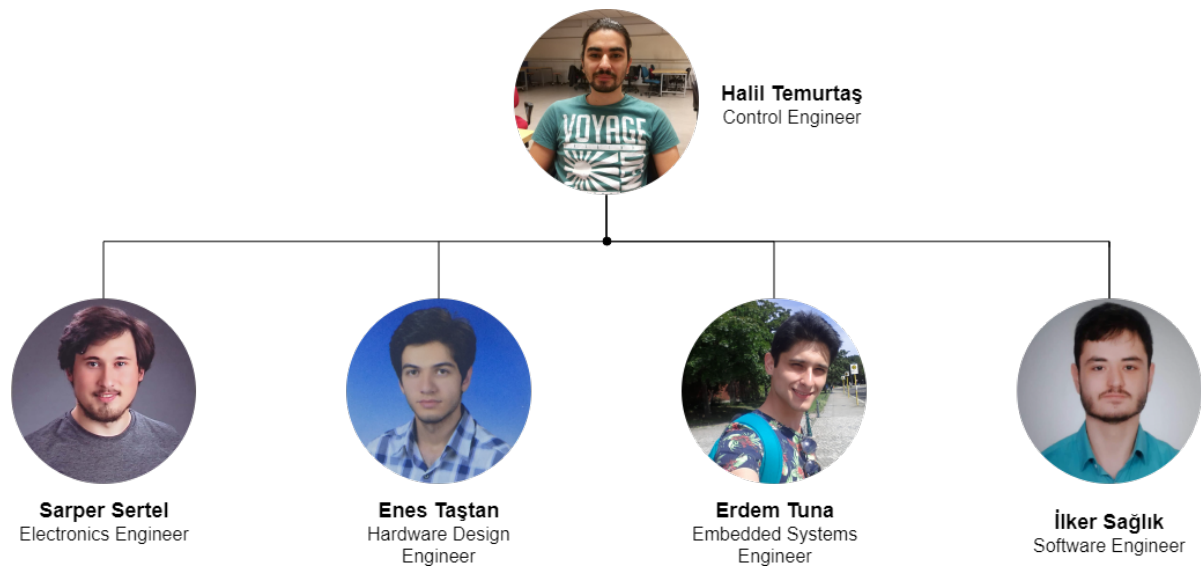 VOYAGE
Halil Temurtaş
Control Engineer
Sarper Sertel
Electronics Engineer
Enes Taştan
Hardware Design
Engineer
Erdem Tuna
Embedded Systems
Engineer
İlker Sağlık
Software Engineer